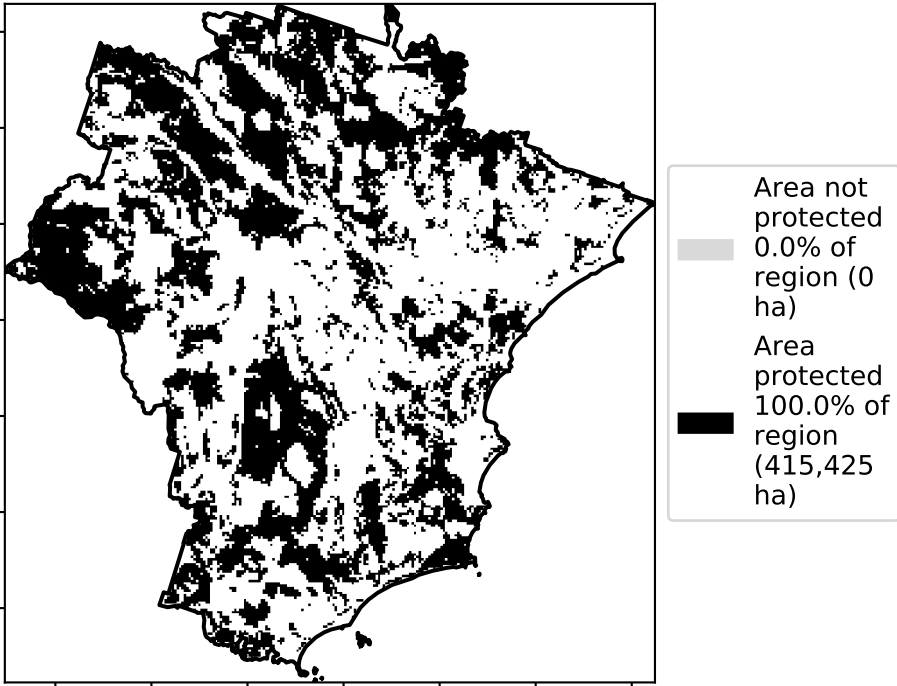 Area not
protected
0.0% of
region (0
ha)
Area
protected
100.0% of
region
(415,425
ha)